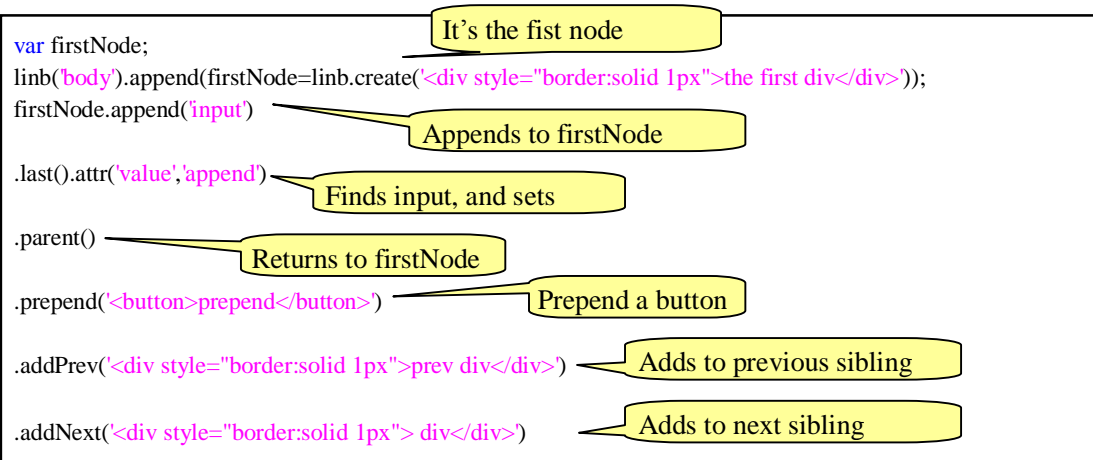 It's the fist node
var firstNode;
linb('body').append(firstNode=linb.create('<div style="border:solid 1px">the first div</div>'));
firstNode.append('input')
Appends to firstNode
.last().attr('value','append')
Finds input, and sets
.parent()
Returns to firstNode
.prepend('<button>prepend</button>')
Prepend a button
.addPrev('<div style="border:solid 1px">prev div</div>')
Adds to previous sibling
.addNext('<div style="border:solid 1px"> div</div>')
Adds to next sibling